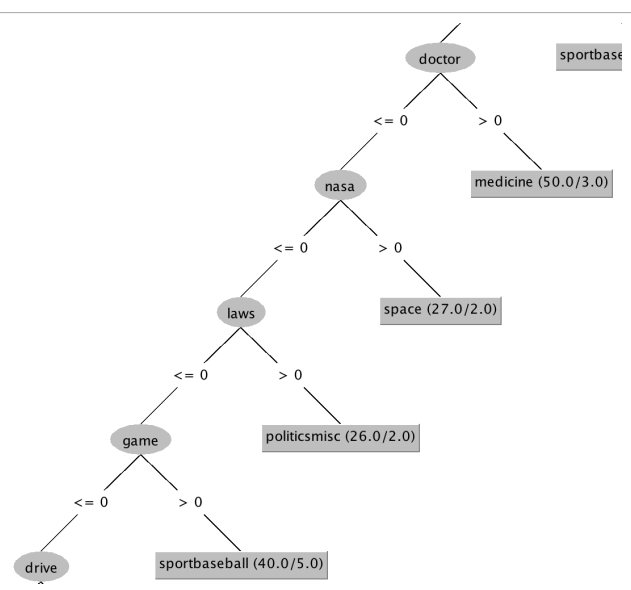 doctor
sportbase
<= 0
> 0
nasa
medicine (50.0/3.0)
<= 0
> 0
laws
space (27.0/2.0)
<= 0
> 0
game
politicsmisc (26.0/2.0)
<= 0
> 0
drive
sportbaseball (40.0/5.0)